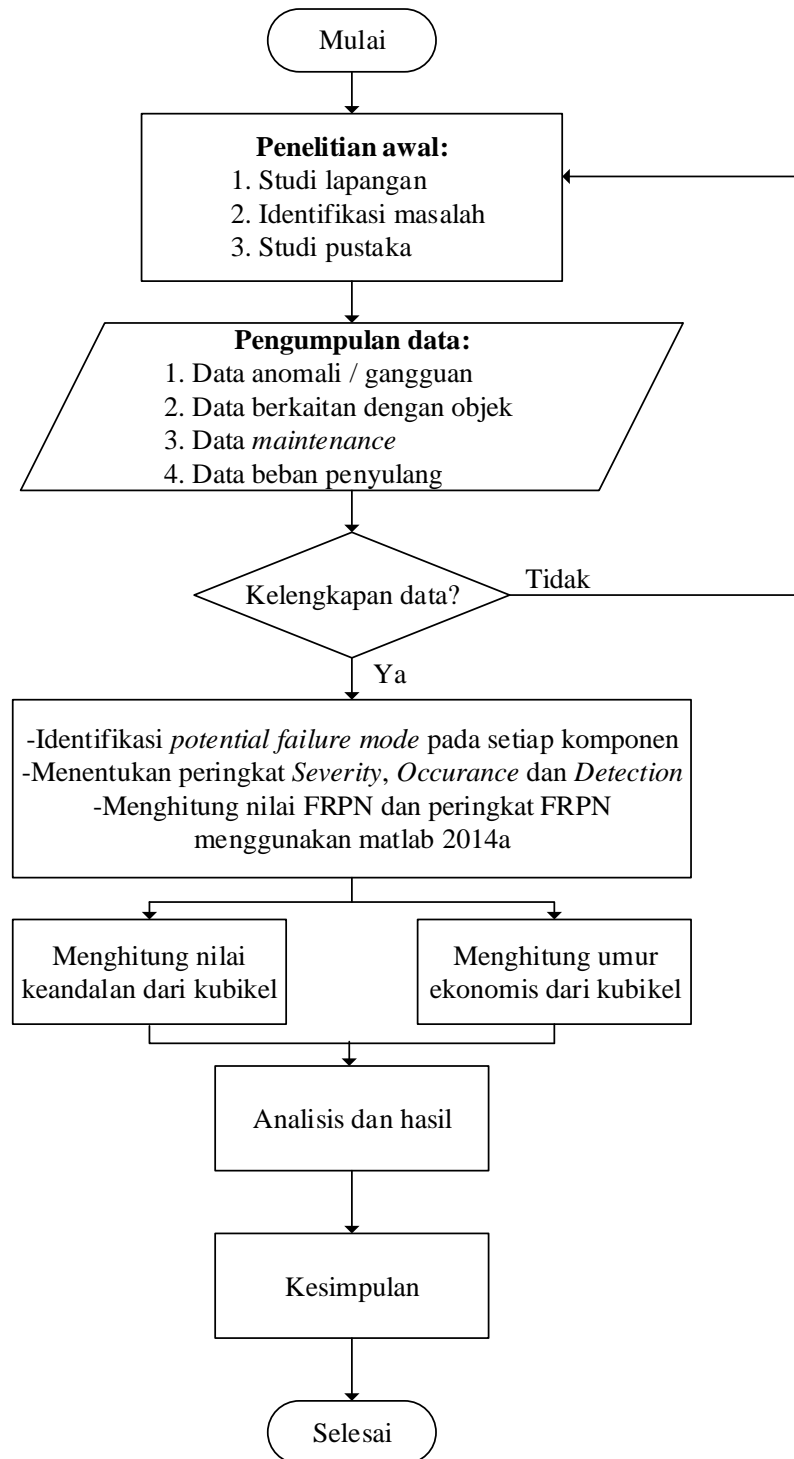 Mulai
Penelitian awal:
1. Studi lapangan
2. Identifikasi masalah
3. Studi pustaka
Pengumpulan data:
1. Data anomali / gangguan
2. Data berkaitan dengan objek
3. Data maintenance
4. Data beban penyulang
Kelengkapan data?
Tidak
Ya
-Identifikasi potential failure mode pada setiap komponen
-Menentukan peringkat Severity, Occurance dan Detection
-Menghitung nilai FRPN dan peringkat FRPN
menggunakan matlab 2014a
Menghitung nilai
keandalan dari kubikel
Menghitung umur
ekonomis dari kubikel
Analisis dan hasil
Kesimpulan
Selesai